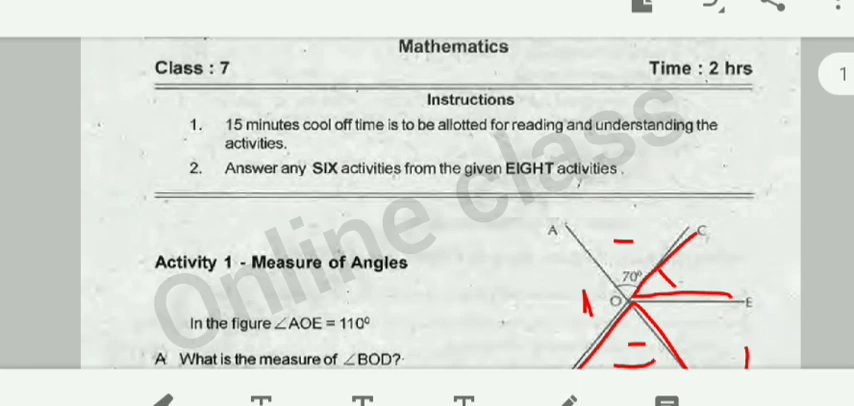 Mathematics
Class : 7
Time : 2 hrs
1
Instructions
1. 15 minutes cool off time is to be allotted for reading and understanding the
activities.
2. Answer any SIX activities from the given EIGHT activities .
Online class
A
C
Activity 1 - Measure of Angles
70⁰
O
E
In the figure ∠AOE = 110⁰
A What is the measure of ∠BOD?